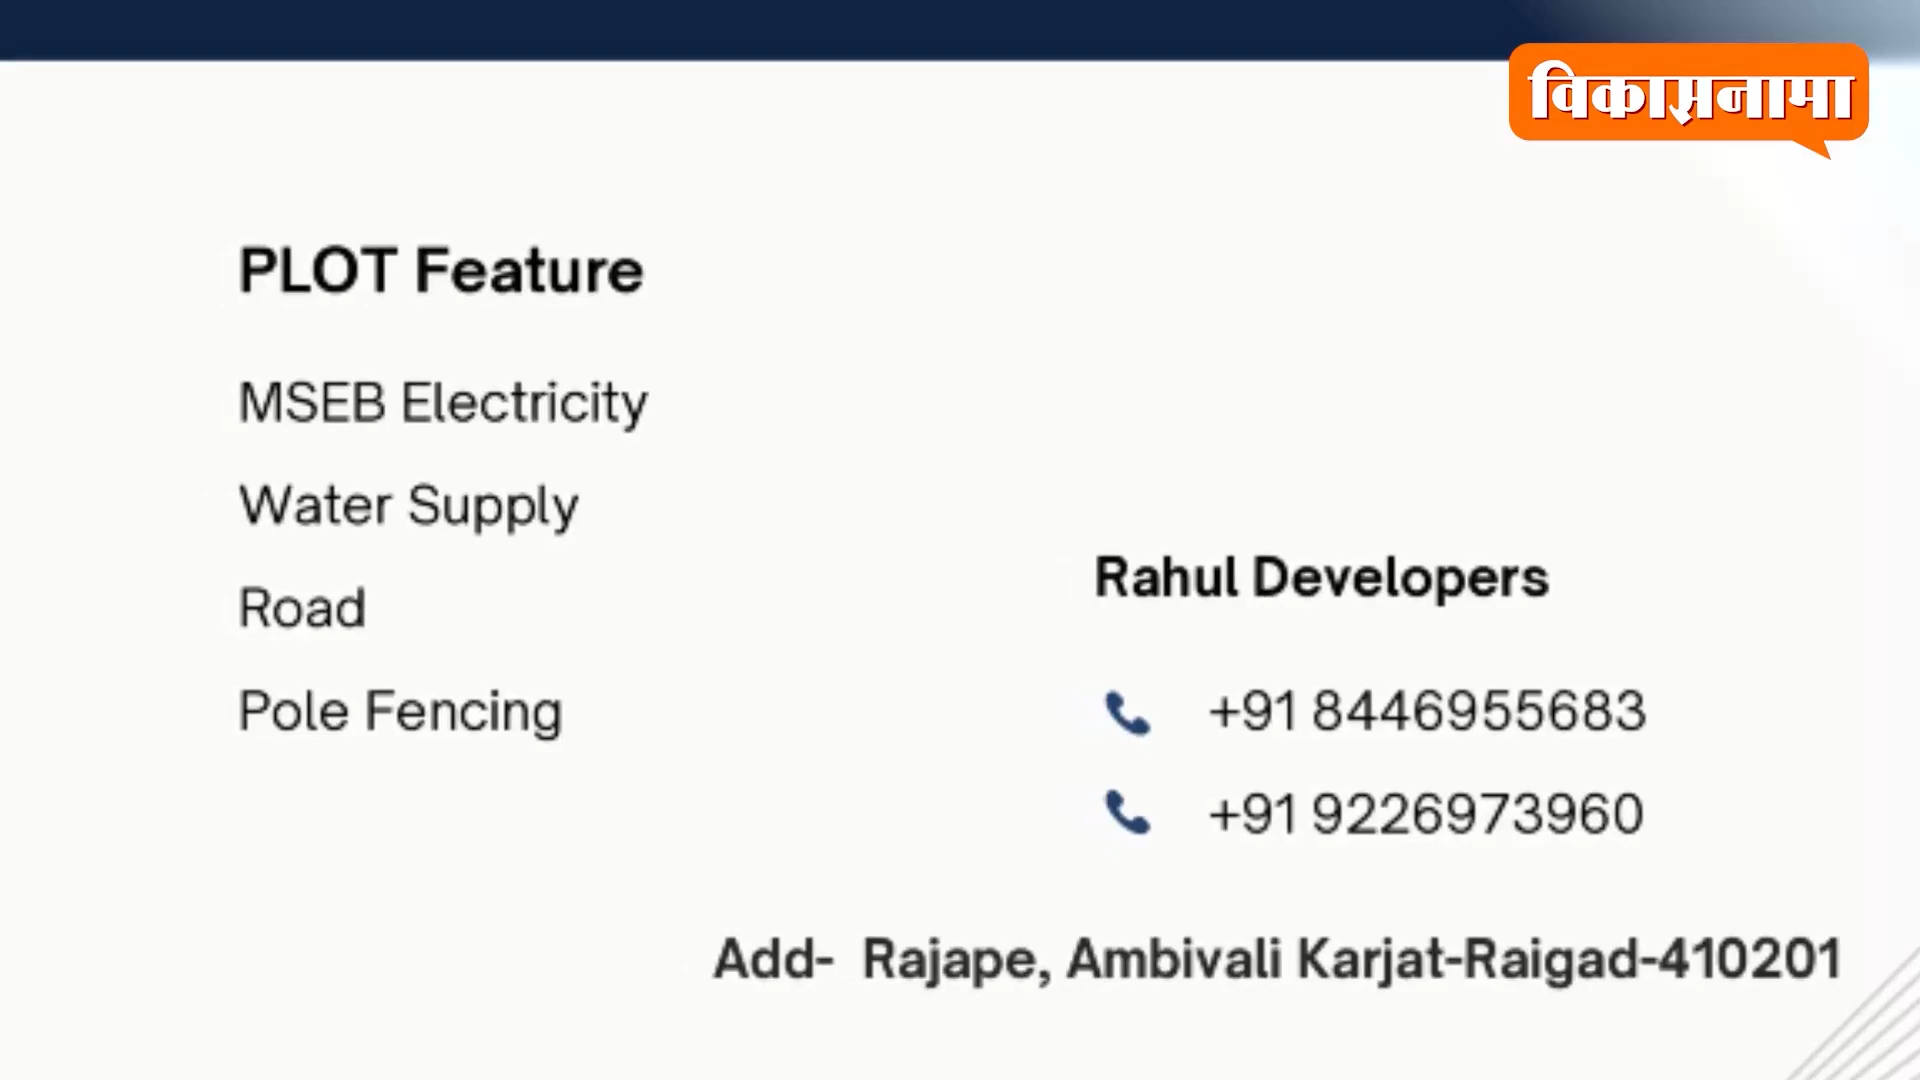 विकासनामा
PLOT Feature
MSEB Electricity
Water Supply
Road
Pole Fencing
Rahul Developers
+91 8446955683
+91 9226973960
Add- Rajape, Ambivali Karjat-Raigad-410201